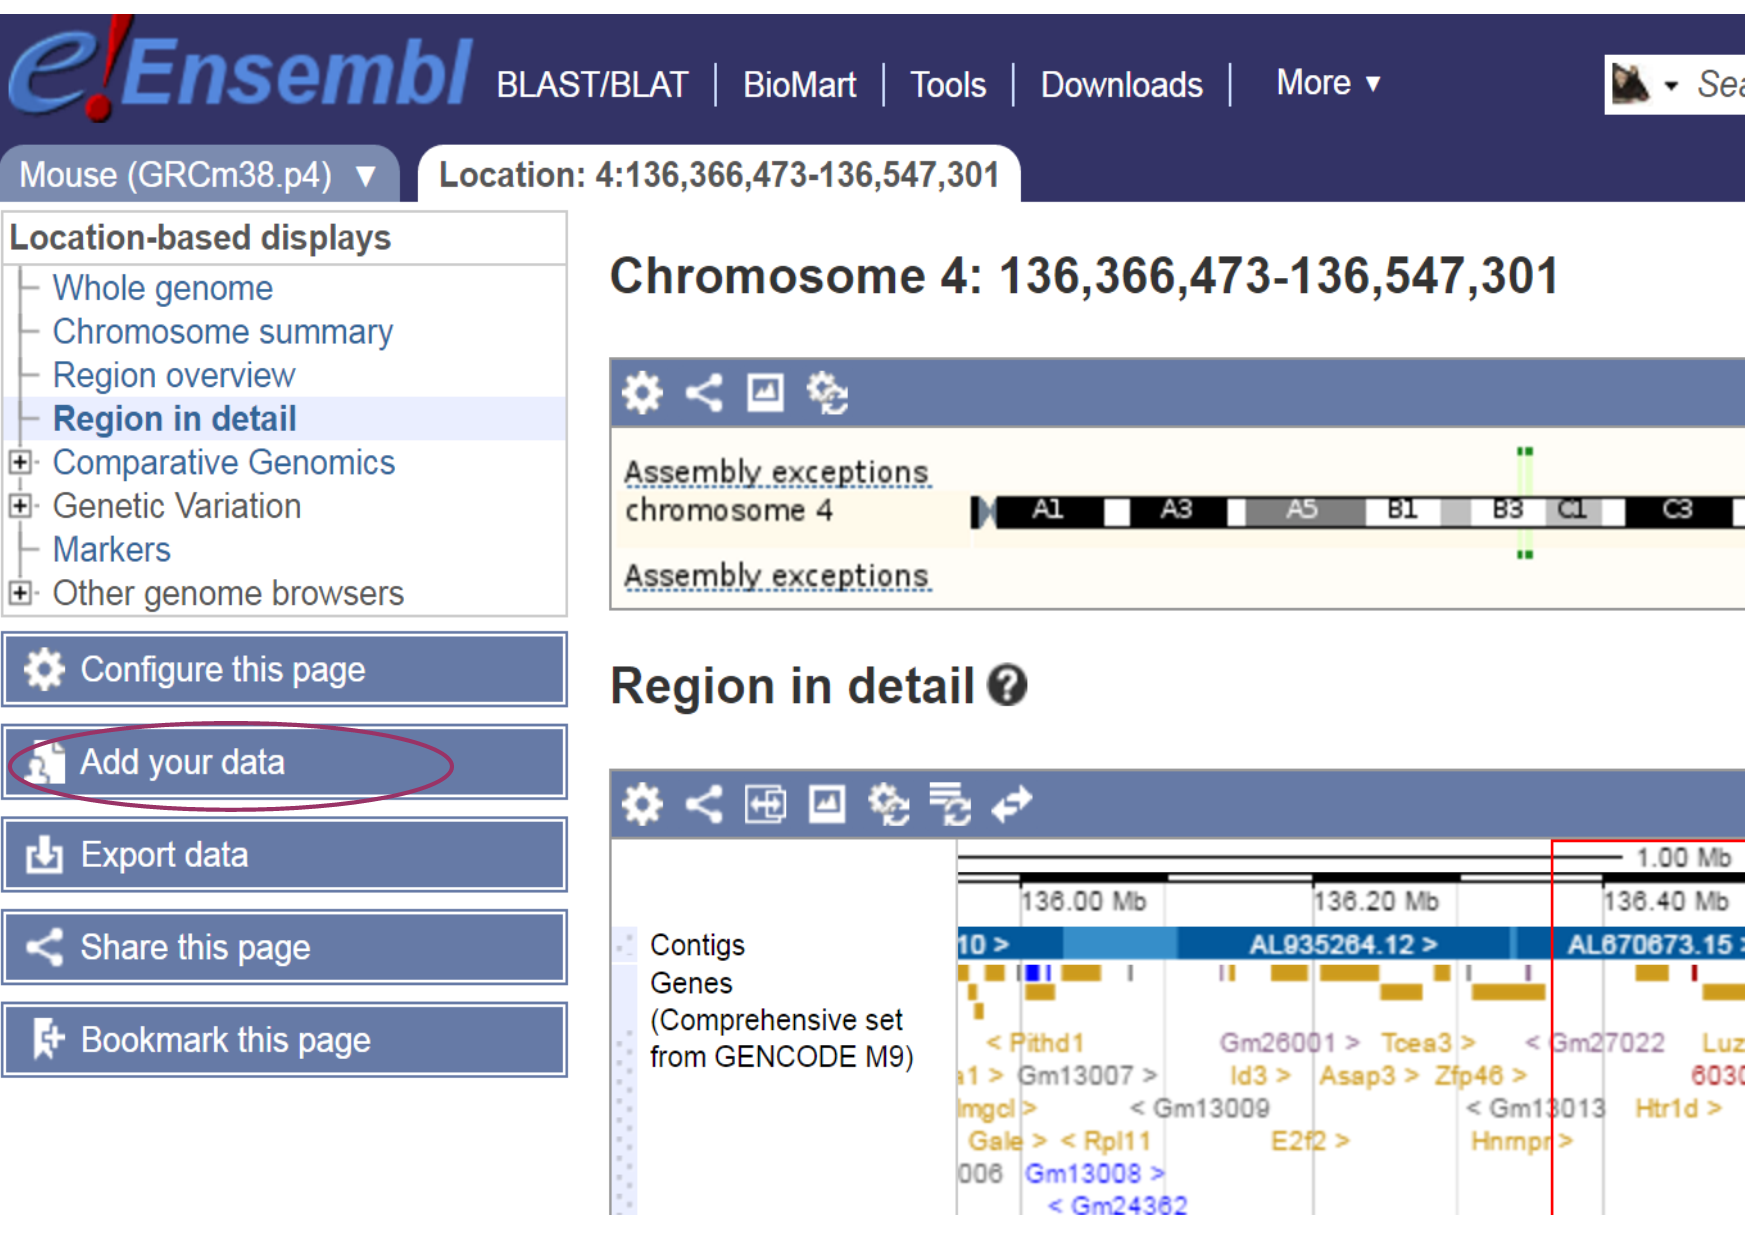 e!Ensembl BLAST/BLAT BioMart Tools Downloads More ▼ Sea
Mouse (GRCm38.p4) ▼ Location: 4:136,366,473-136,547,301
Location-based displays
Whole genome
Chromosome summary
Region overview
Region in detail
Comparative Genomics
Genetic Variation
Markers
Other genome browsers
Configure this page
Add your data
Export data
Share this page
Bookmark this page
Chromosome 4: 136,366,473-136,547,301
Assembly exceptions
chromosome 4 A1 A3 A5 B1 B3 C1 C3
Assembly exceptions
Region in detail ?
1.00 Mb
136.00 Mb 136.20 Mb 136.40 Mb
Contigs 10 > AL935264.12 > AL670673.15 >
Genes
(Comprehensive set
from GENCODE M9)
< Pithd1 Gm26001 > Tcea3 > < Gm27022 Luz
a1 > Gm13007 > Id3 > Asap3 > Zfp46 > 6030
lmgcl > < Gm13009 < Gm13013 Htr1d >
Gale > < Rpl11 E2f2 > Hnrnpr >
006 Gm13008 >
< Gm24362